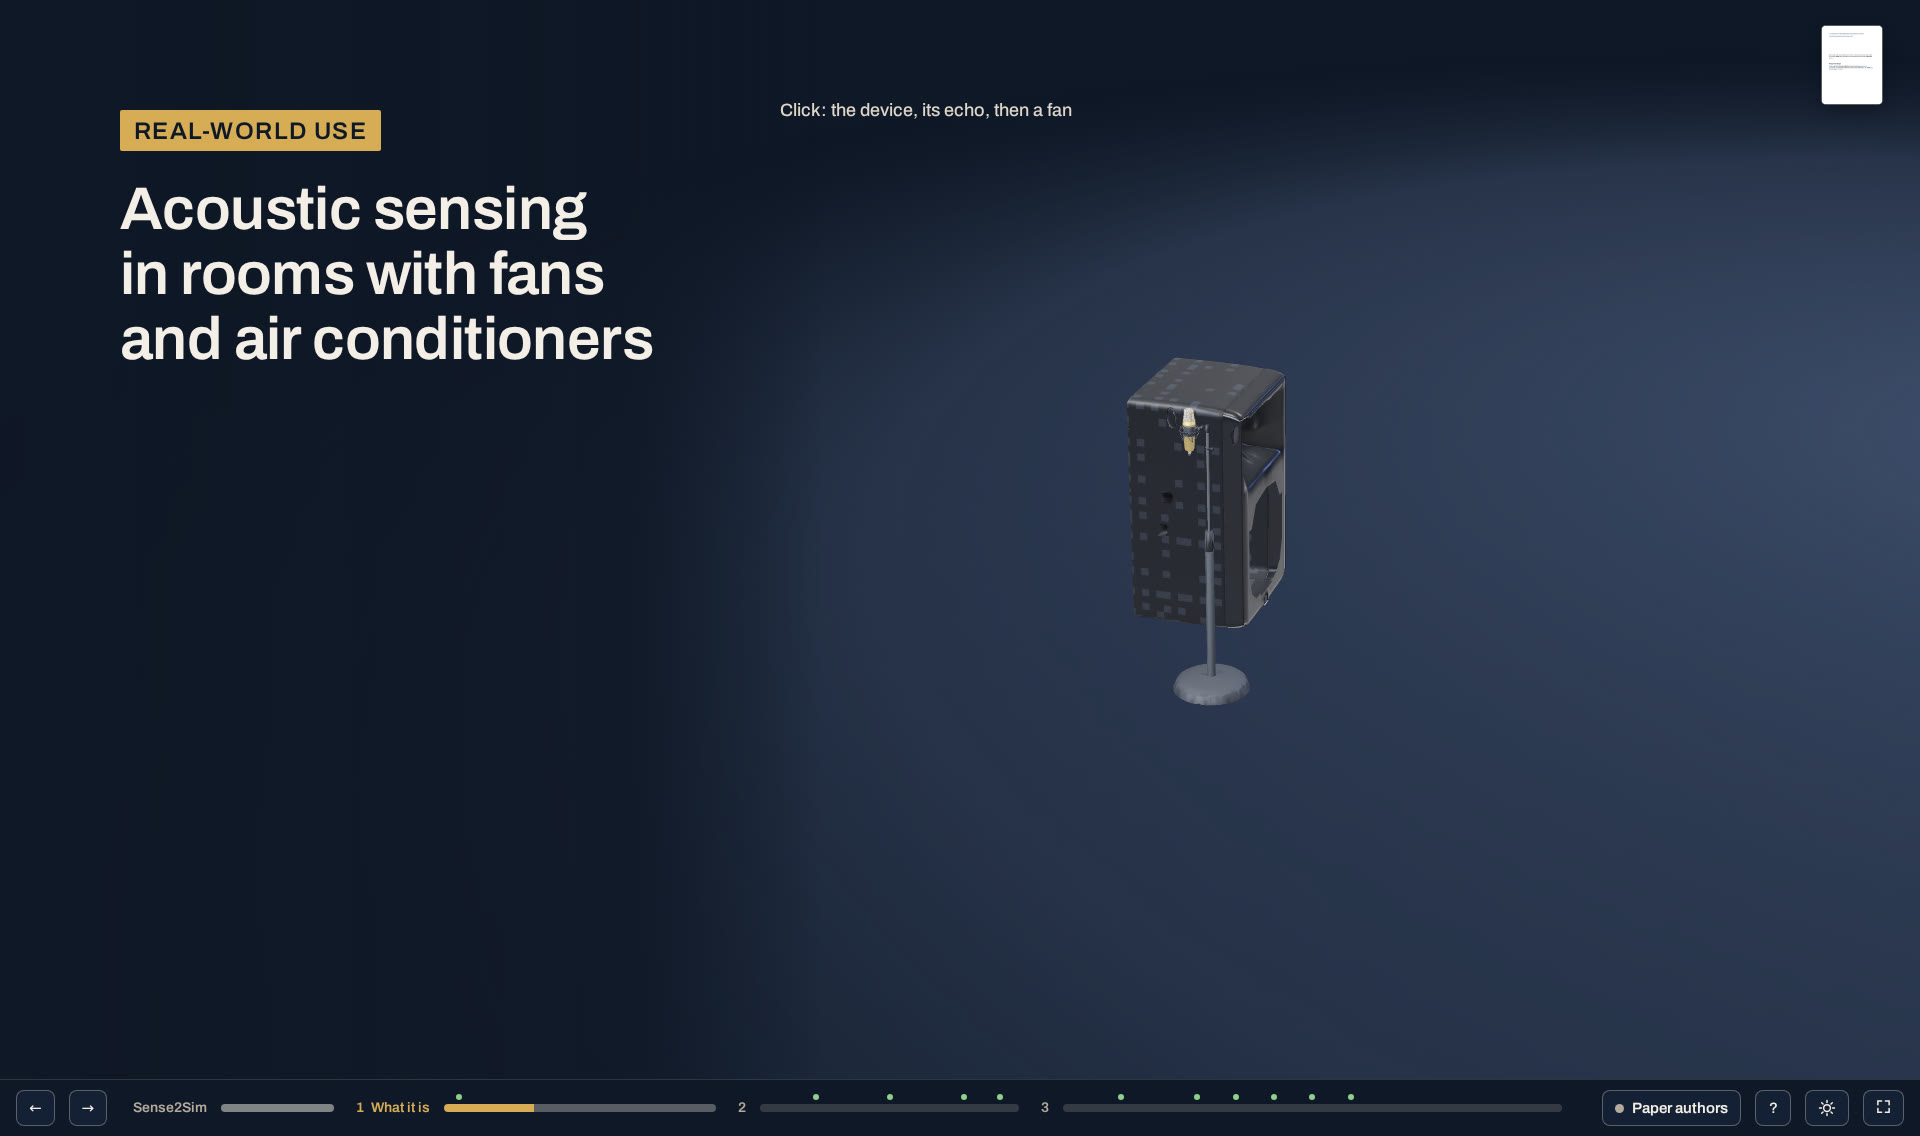 REAL-WORLD USE
Click: the device, its echo, then a fan
Acoustic sensing
in rooms with fans
and air conditioners
← → Sense2Sim 1 What it is 2 3 Paper authors ?